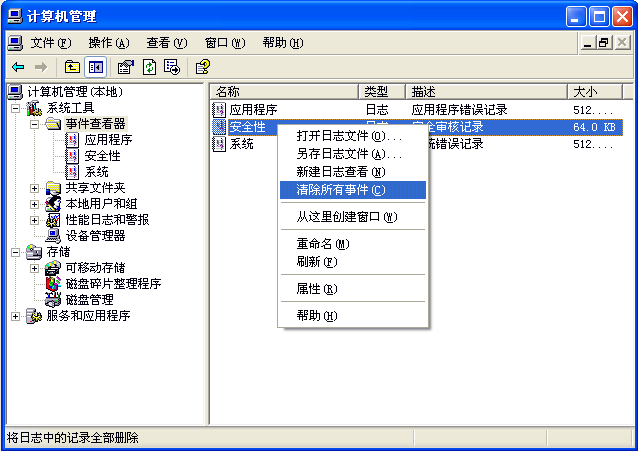 计算机管理
文件(F) 操作(A) 查看(V) 窗口(W) 帮助(H)
计算机管理(本地)
系统工具
事件查看器
应用程序
安全性
系统
共享文件夹
本地用户和组
性能日志和警报
设备管理器
存储
可移动存储
磁盘碎片整理程序
磁盘管理
服务和应用程序
名称 类型 描述 大小
应用程序 日志 应用程序错误记录 512....
安全性 安全审核记录 64.0 KB
系统 错误记录 512....
打开日志文件(O)...
另存日志文件(A)...
新建日志查看(N)
清除所有事件(C)
从这里创建窗口(W)
重命名(M)
刷新(F)
属性(R)
帮助(H)
将日志中的记录全部删除